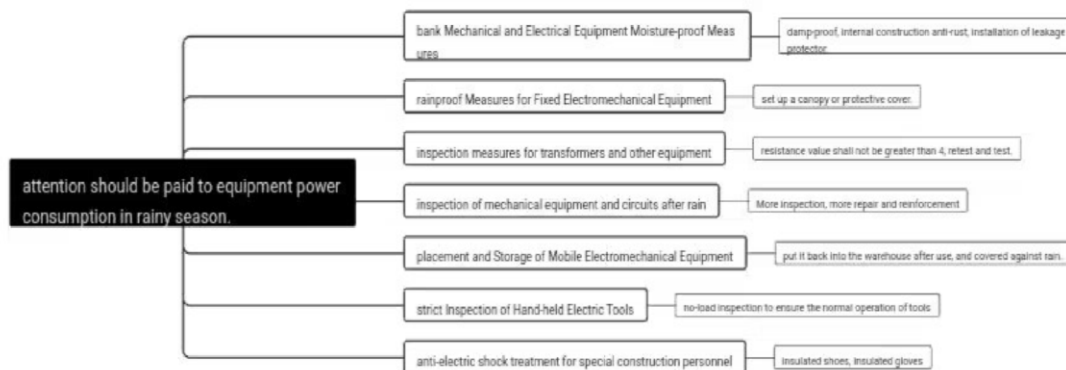 bank Mechanical and Electrical Equipment Moisture-proof Meas
ures
damp-proof, internal construction anti-rust, installation of leakage
protector.
rainproof Measures for Fixed Electromechanical Equipment
set up a canopy or protective cover.
inspection measures for transformers and other equipment
resistance value shall not be greater than 4, retest and test.
attention should be paid to equipment power
consumption in rainy season.
inspection of mechanical equipment and circuits after rain
More inspection, more repair and reinforcement
placement and Storage of Mobile Electromechanical Equipment
put it back into the warehouse after use, and covered against rain.
strict Inspection of Hand-held Electric Tools
no-load inspection to ensure the normal operation of tools
anti-electric shock treatment for special construction personnel
insulated shoes, insulated gloves